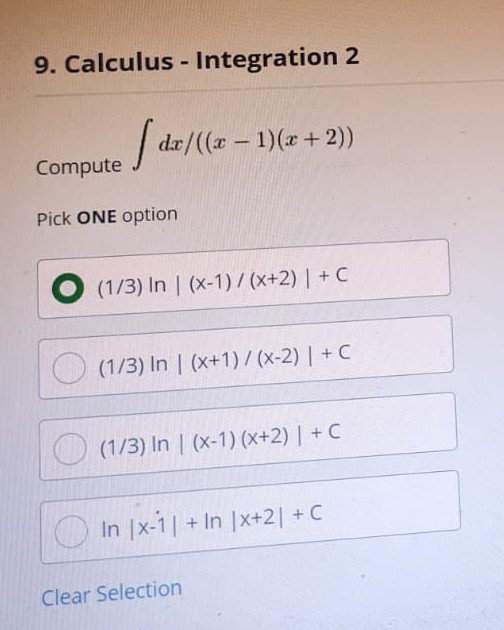 9. Calculus - Integration 2
Compute ∫ dx/((x − 1)(x + 2))
Pick ONE option
(1/3) ln | (x-1) / (x+2) | + C
(1/3) ln | (x+1) / (x-2) | + C
(1/3) ln | (x-1) (x+2) | + C
ln |x-1| + ln |x+2| + C
Clear Selection